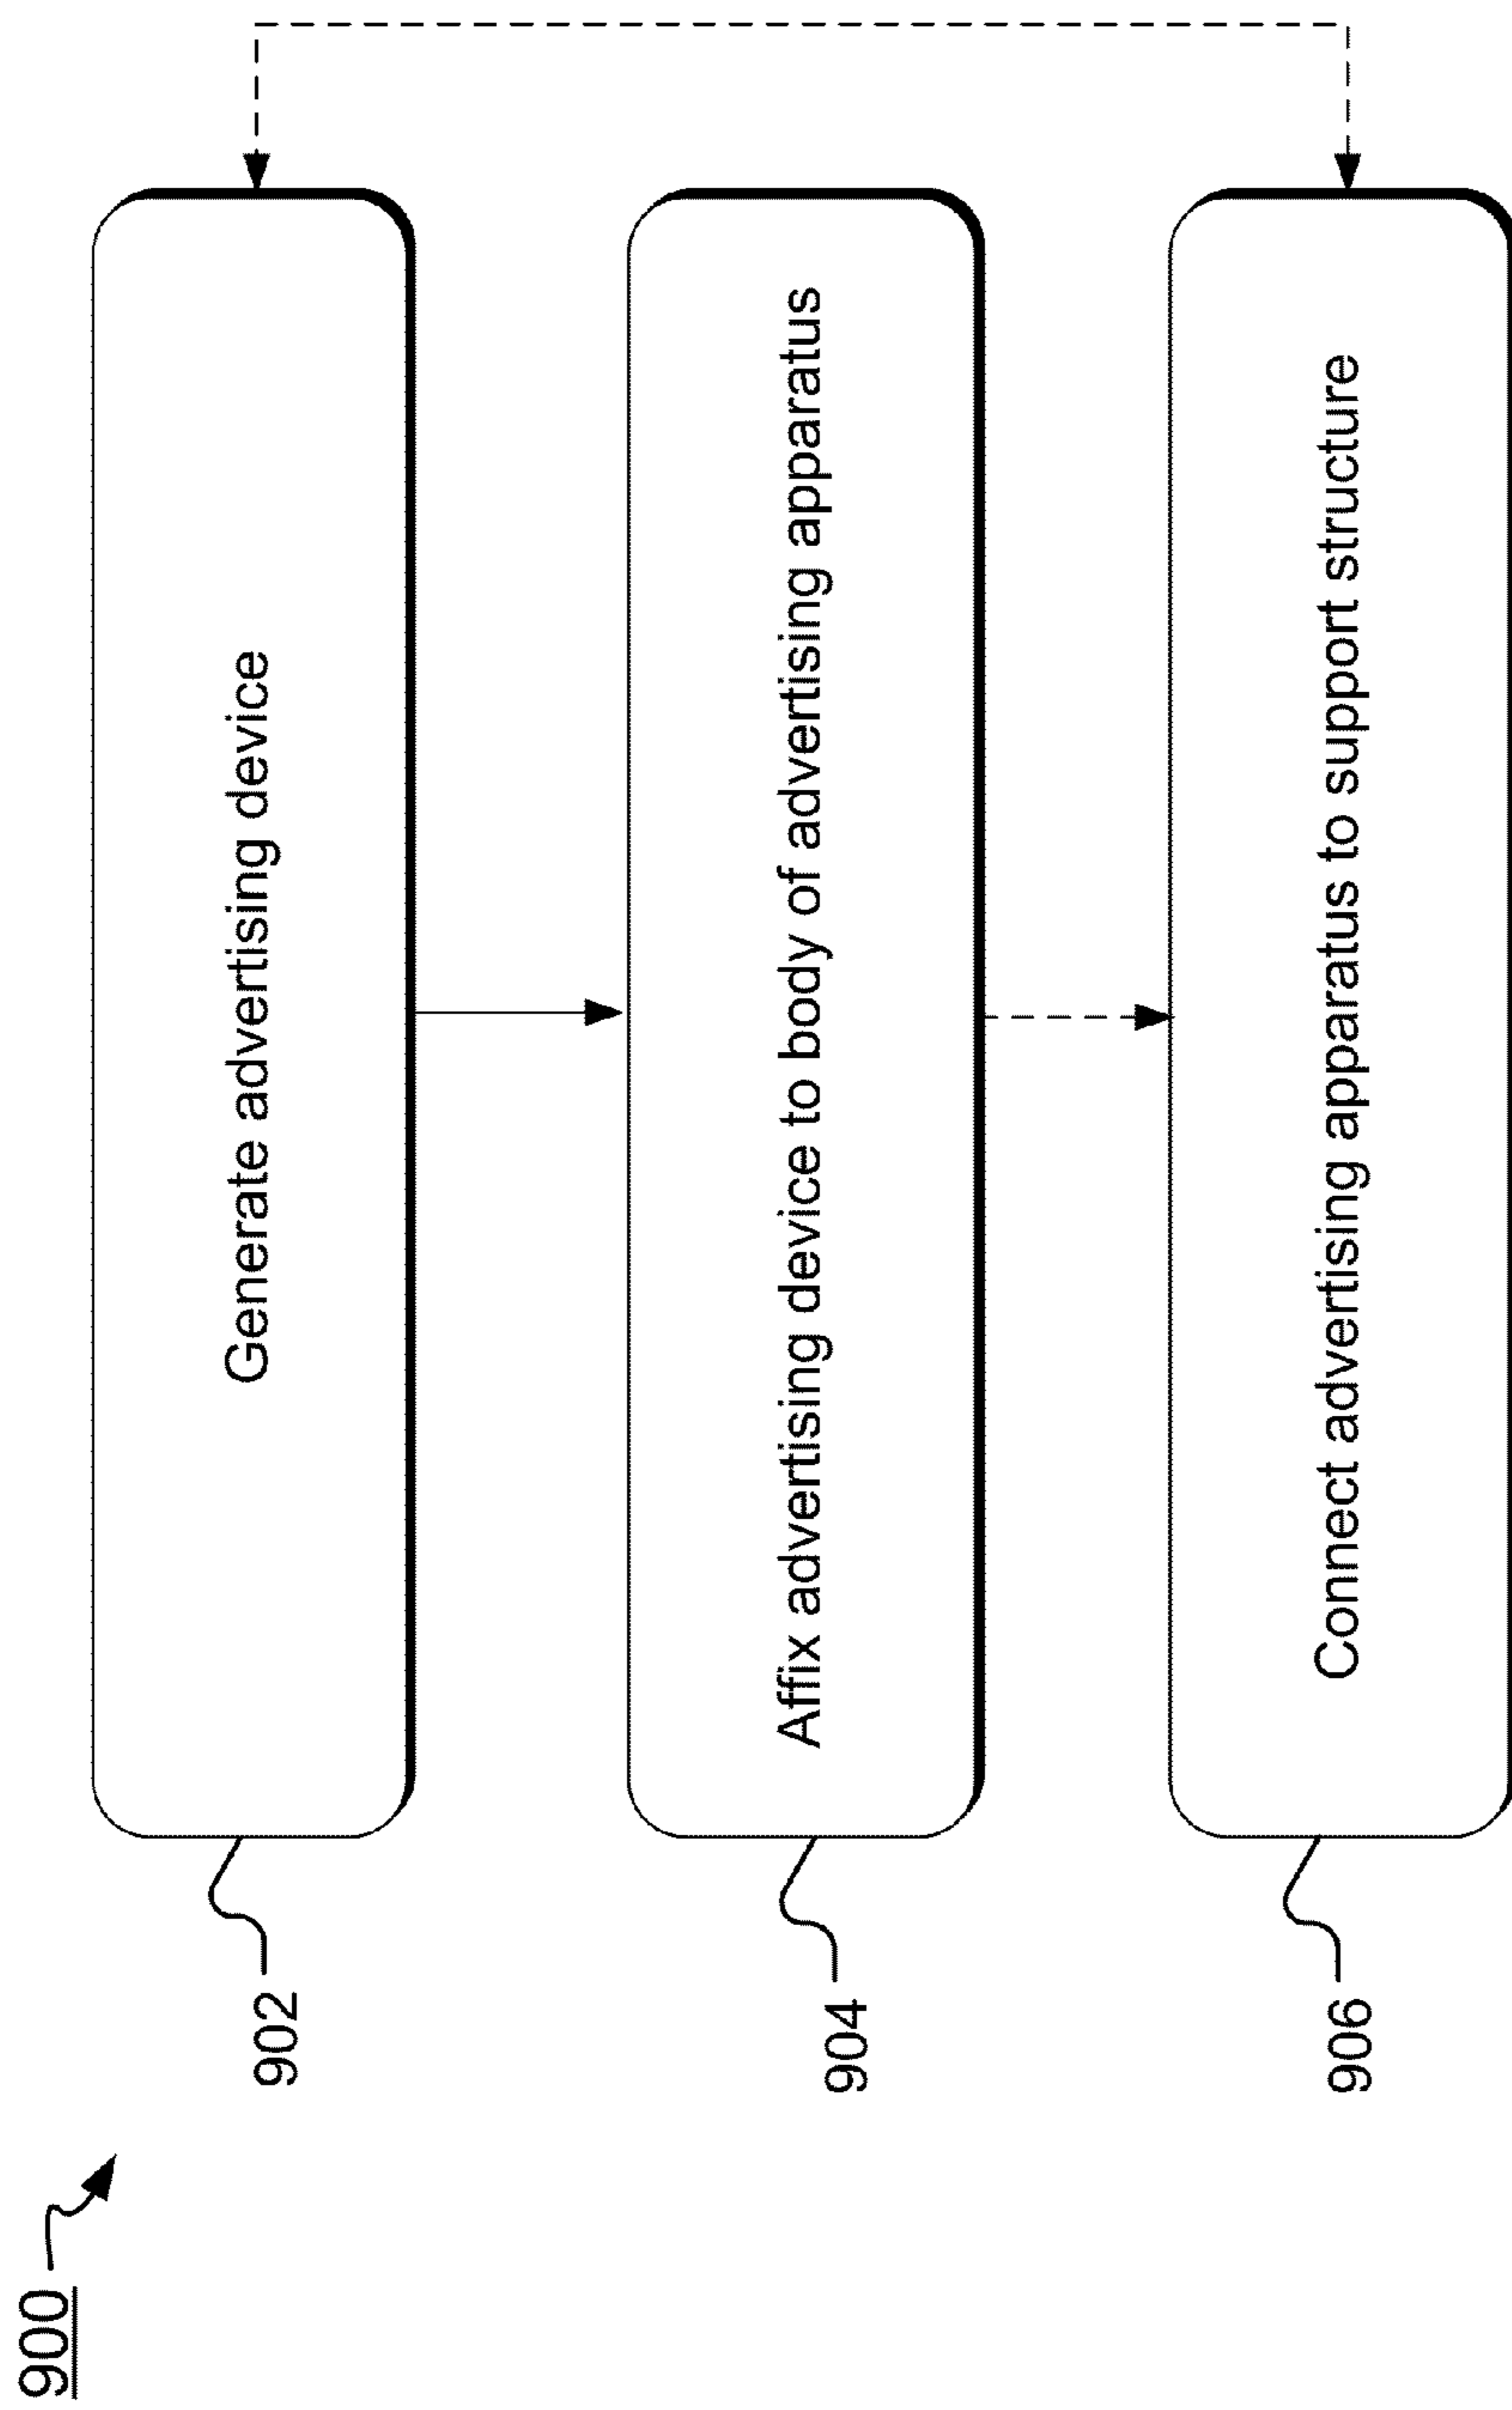 900
902
Generate advertising device
904
Affix advertising device to body of advertising apparatus
906
Connect advertising apparatus to support structure